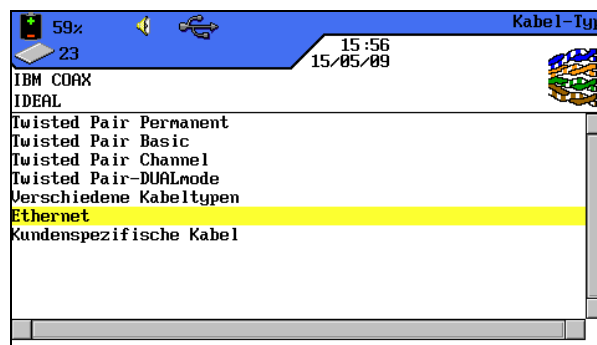 59% Kabel-Typ
23 15:56
15/05/09
IBM COAX
IDEAL
Twisted Pair Permanent
Twisted Pair Basic
Twisted Pair Channel
Twisted Pair-DUALmode
Verschiedene Kabeltypen
Ethernet
Kundenspezifische Kabel